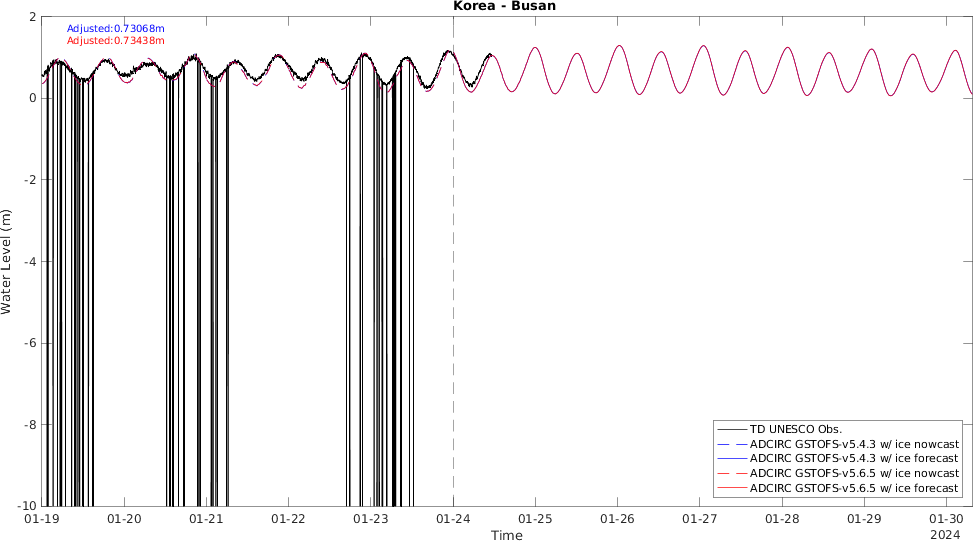 Korea - Busan
Adjusted:0.73068m
Adjusted:0.73438m
2
0
-2
-4
-6
-8
-10
Water Level (m)
01-19 01-20 01-21 01-22 01-23 01-24 01-25 01-26 01-27 01-28 01-29 01-30
2024
Time
TD UNESCO Obs.
ADCIRC GSTOFS-v5.4.3 w/ ice nowcast
ADCIRC GSTOFS-v5.4.3 w/ ice forecast
ADCIRC GSTOFS-v5.6.5 w/ ice nowcast
ADCIRC GSTOFS-v5.6.5 w/ ice forecast